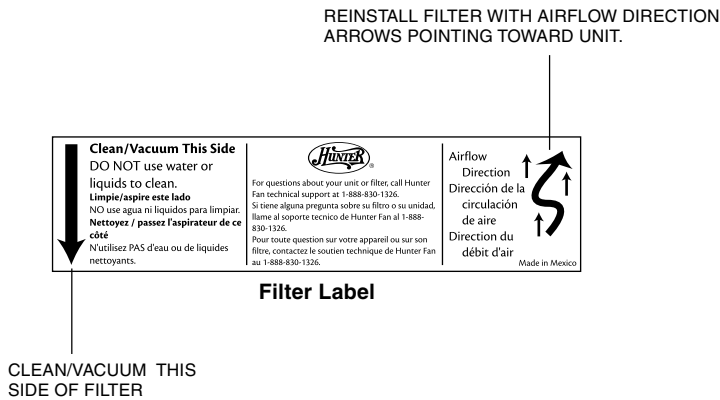 REINSTALL FILTER WITH AIRFLOW DIRECTION
ARROWS POINTING TOWARD UNIT.
Clean/Vacuum This Side
DO NOT use water or
liquids to clean.
Limpie/aspire este lado
NO use agua ni liquidos para limpiar.
Nettoyez / passez l'aspirateur de ce
côté
N'utilisez PAS d'eau ou de liquides
nettoyants.
HUNTER®
For questions about your unit or filter, call Hunter
Fan technical support at 1-888-830-1326.
Si tiene alguna pregunta sobre su filtro o su unidad,
llame al soporte tecnico de Hunter Fan al 1-888-
830-1326.
Pour toute question sur votre appareil ou sur son
filtre, contactez le soutien technique de Hunter Fan
au 1-888-830-1326.
Airflow
Direction
Dirección de la
circulación
de aire
Direction du
débit d'air
Made in Mexico
Filter Label
CLEAN/VACUUM THIS
SIDE OF FILTER